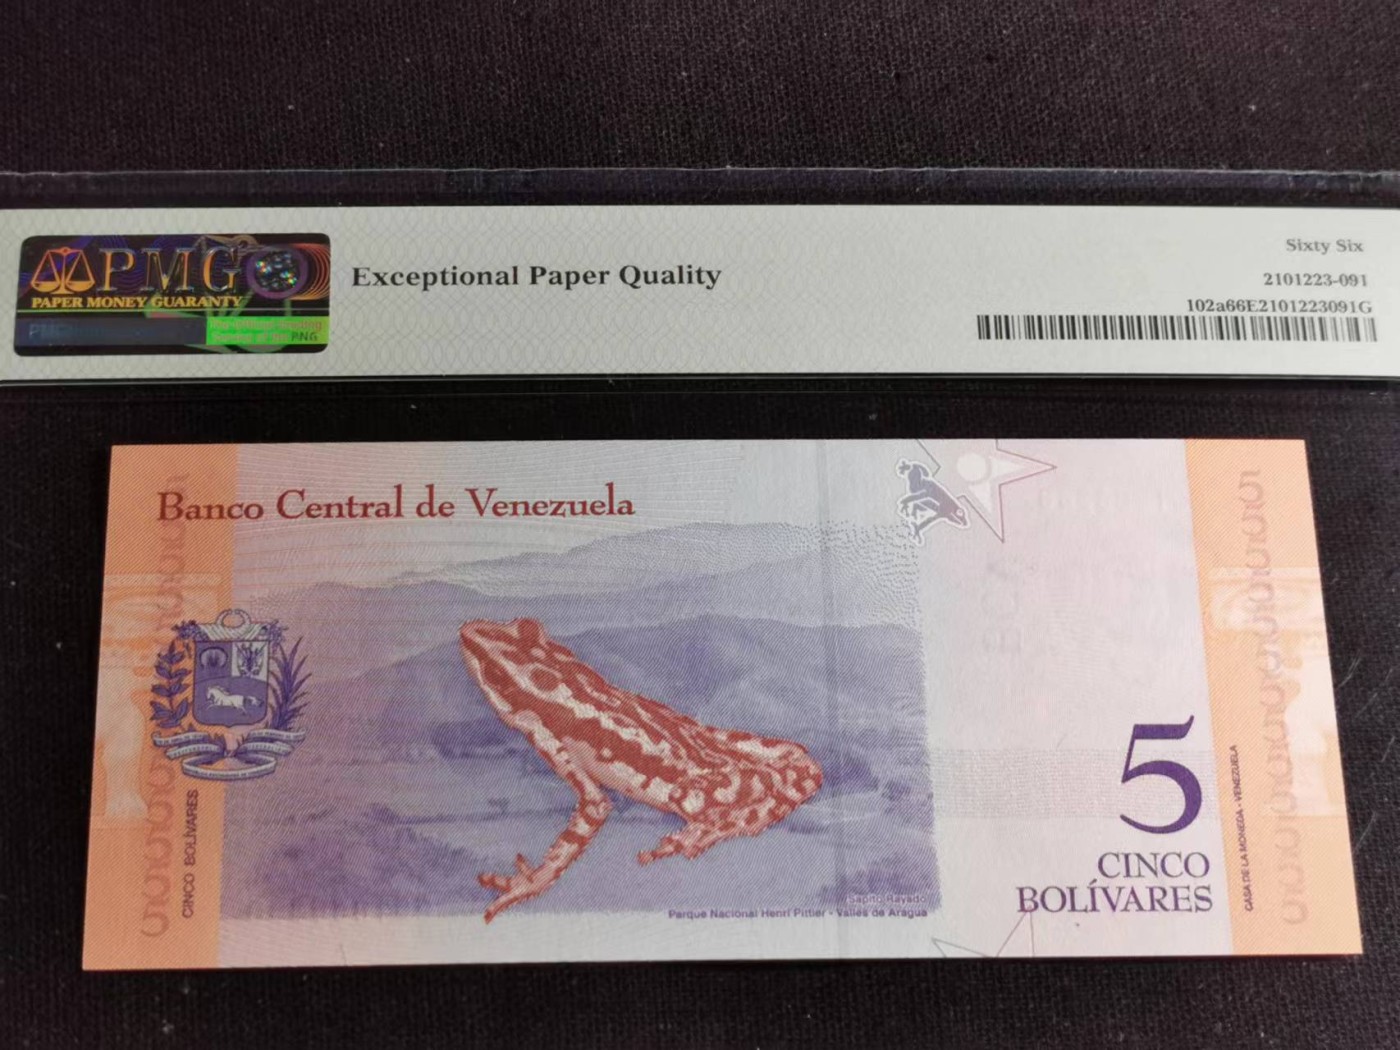 PMG
PAPER MONEY GUARANTY
Exceptional Paper Quality
Sixty Six
2101223-091
102a66E2101223091G
Banco Central de Venezuela
CINCO BOLÍVARES
5
CINCO
BOLÍVARES
CASA DE LA MONEDA - VENEZUELA
Sapito Rayado
Parque Nacional Henri Pittier - Valles de Aragua